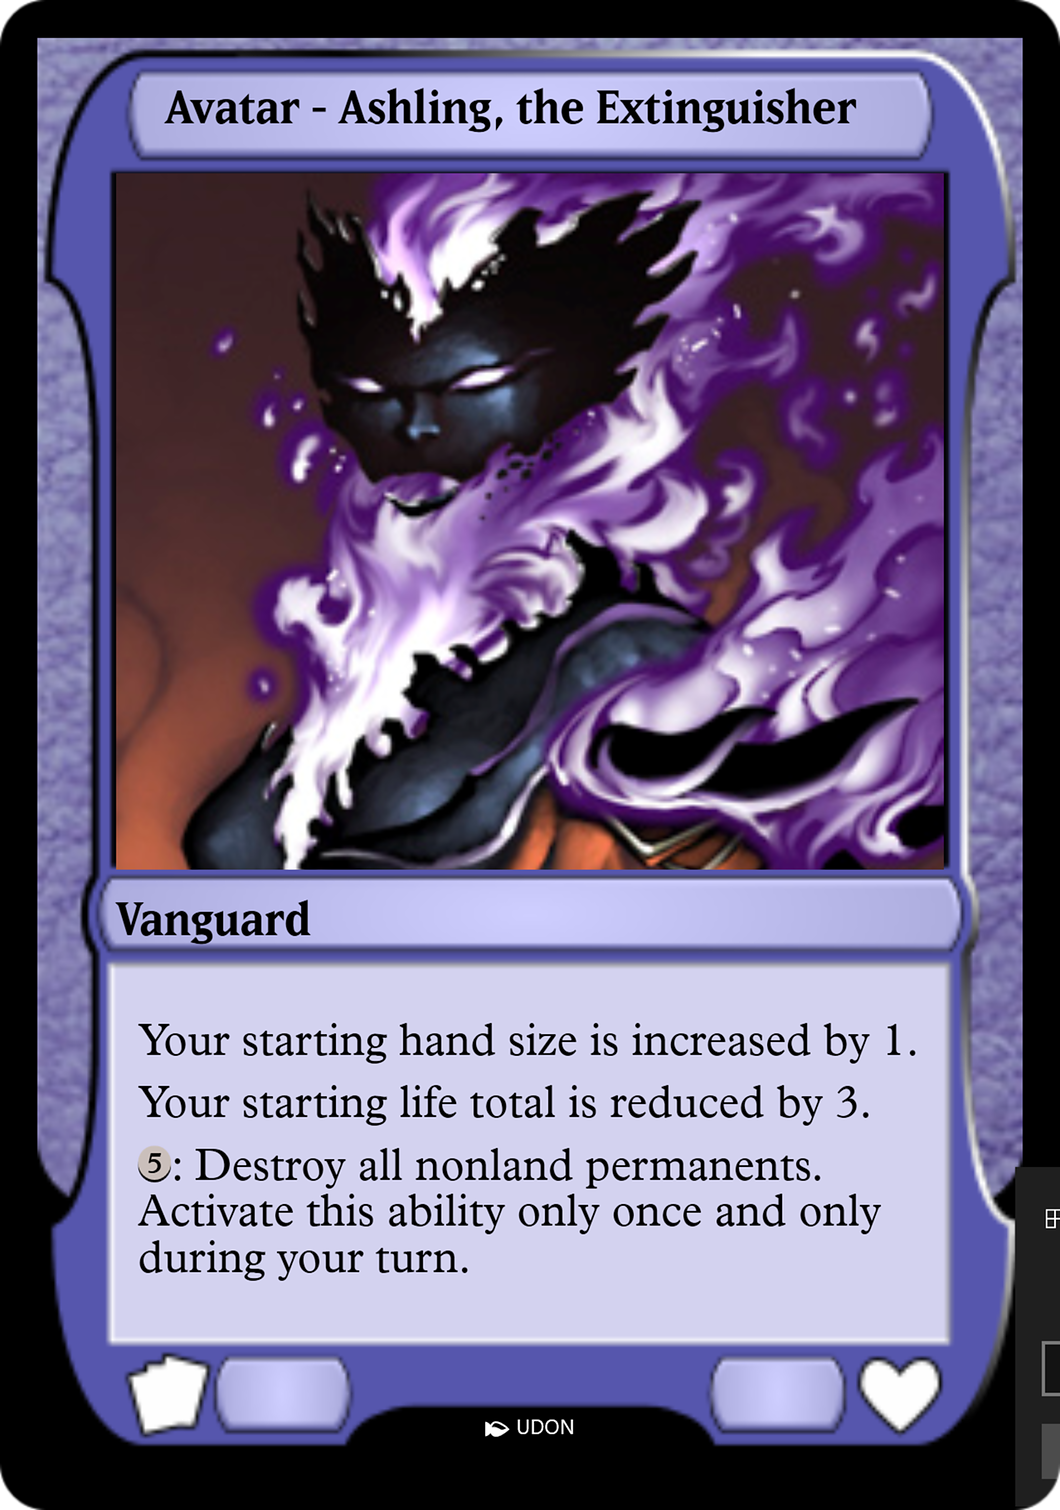 Avatar - Ashling, the Extinguisher
Vanguard
Your starting hand size is increased by 1.
Your starting life total is reduced by 3.
5: Destroy all nonland permanents.
Activate this ability only once and only
during your turn.
UDON